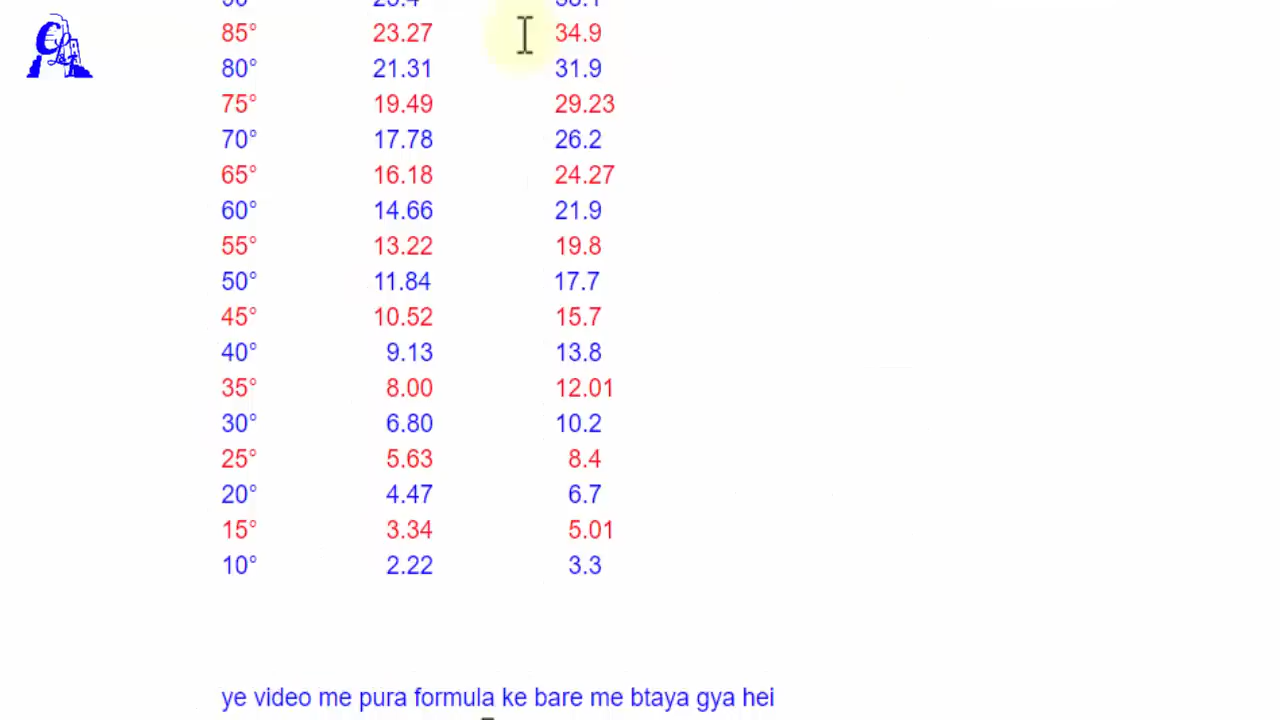 85° 23.27 34.9
80° 21.31 31.9
75° 19.49 29.23
70° 17.78 26.2
65° 16.18 24.27
60° 14.66 21.9
55° 13.22 19.8
50° 11.84 17.7
45° 10.52 15.7
40° 9.13 13.8
35° 8.00 12.01
30° 6.80 10.2
25° 5.63 8.4
20° 4.47 6.7
15° 3.34 5.01
10° 2.22 3.3
ye video me pura formula ke bare me btaya gya hei